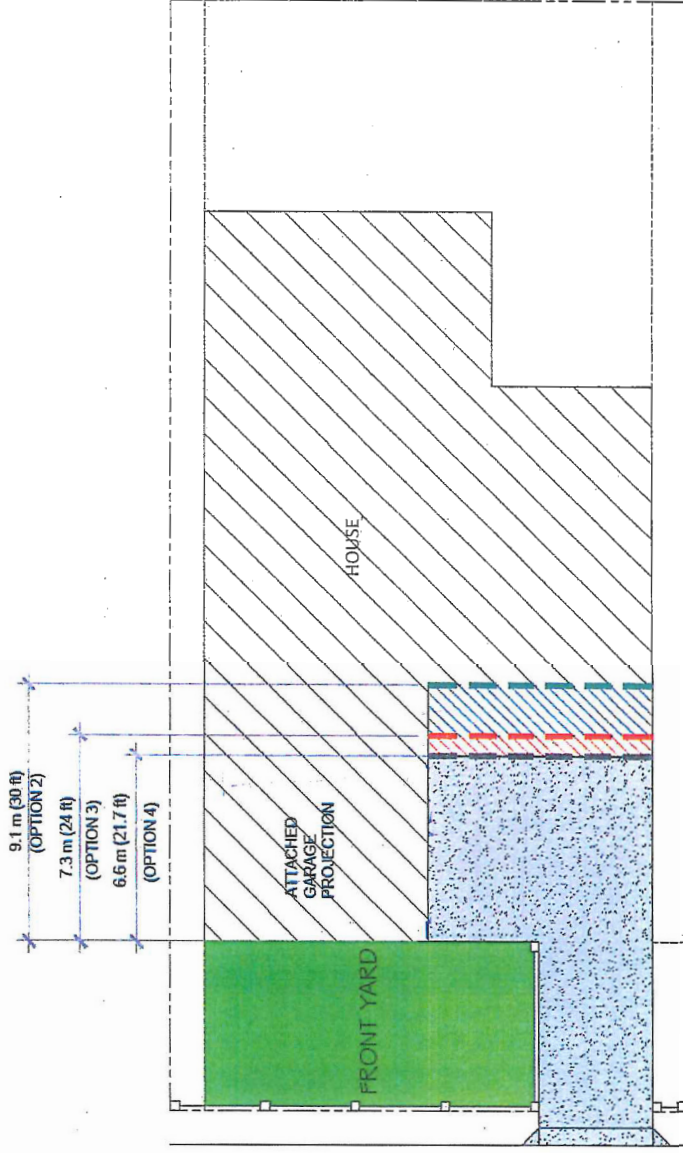 9.1 m (30 ft)
(OPTION 2)
7.3 m (24 ft)
(OPTION 3)
6.6 m (21.7 ft)
(OPTION 4)
HOUSE
ATTACHED
GARAGE
PROJECTION
FRONT YARD